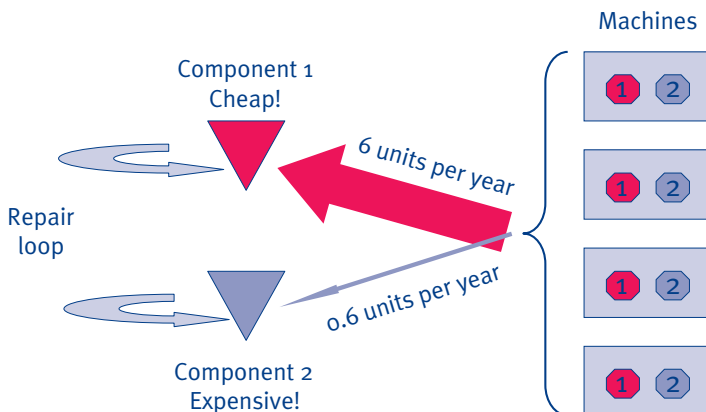 Machines
Component 1
Cheap!
1 2
6 units per year
1 2
Repair
loop
1 2
0.6 units per year
Component 2
Expensive!
1 2